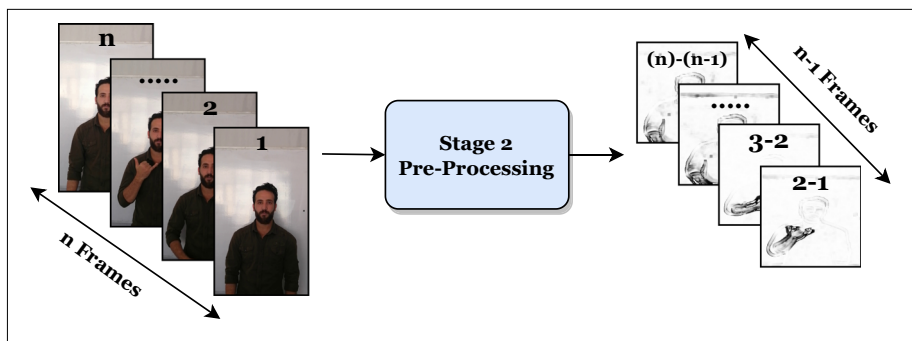 n
.....
2
1
n Frames
Stage 2
Pre-Processing
(n)-(n-1)
.....
3-2
2-1
n-1 Frames